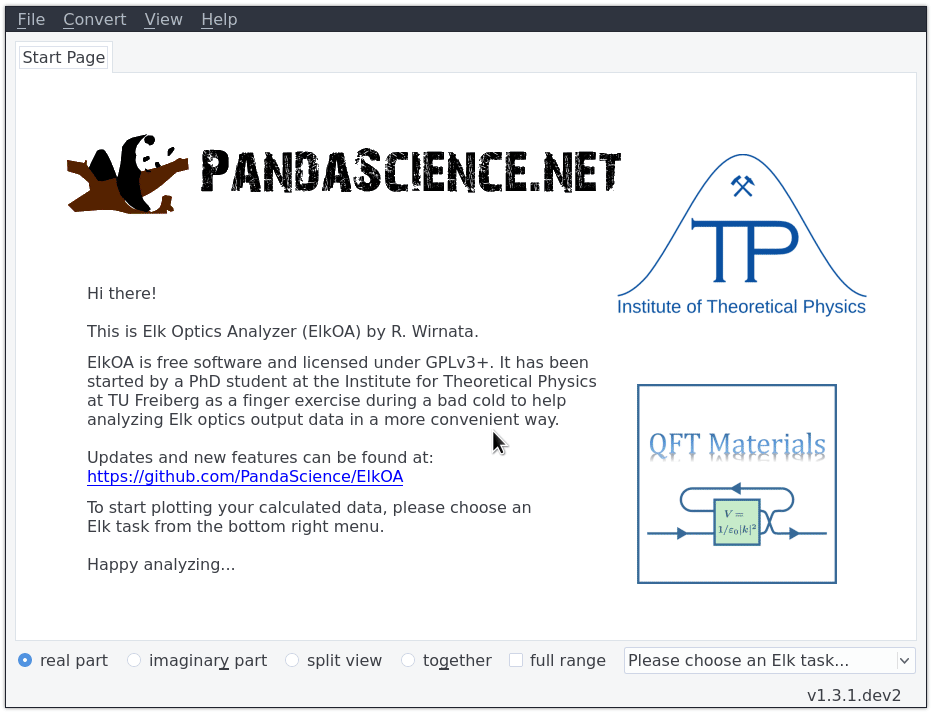 File Convert View Help
Start Page
PANDASCIENCE.NET
TP
Institute of Theoretical Physics
Hi there!
This is Elk Optics Analyzer (ElkOA) by R. Wirnata.
ElkOA is free software and licensed under GPLv3+. It has been
started by a PhD student at the Institute for Theoretical Physics
at TU Freiberg as a finger exercise during a bad cold to help
analyzing Elk optics output data in a more convenient way.
Updates and new features can be found at:
https://github.com/PandaScience/ElkOA
To start plotting your calculated data, please choose an
Elk task from the bottom right menu.
Happy analyzing...
QFT Materials
V =
1/ε₀|k|²
real part imaginary part split view together full range Please choose an Elk task...
v1.3.1.dev2